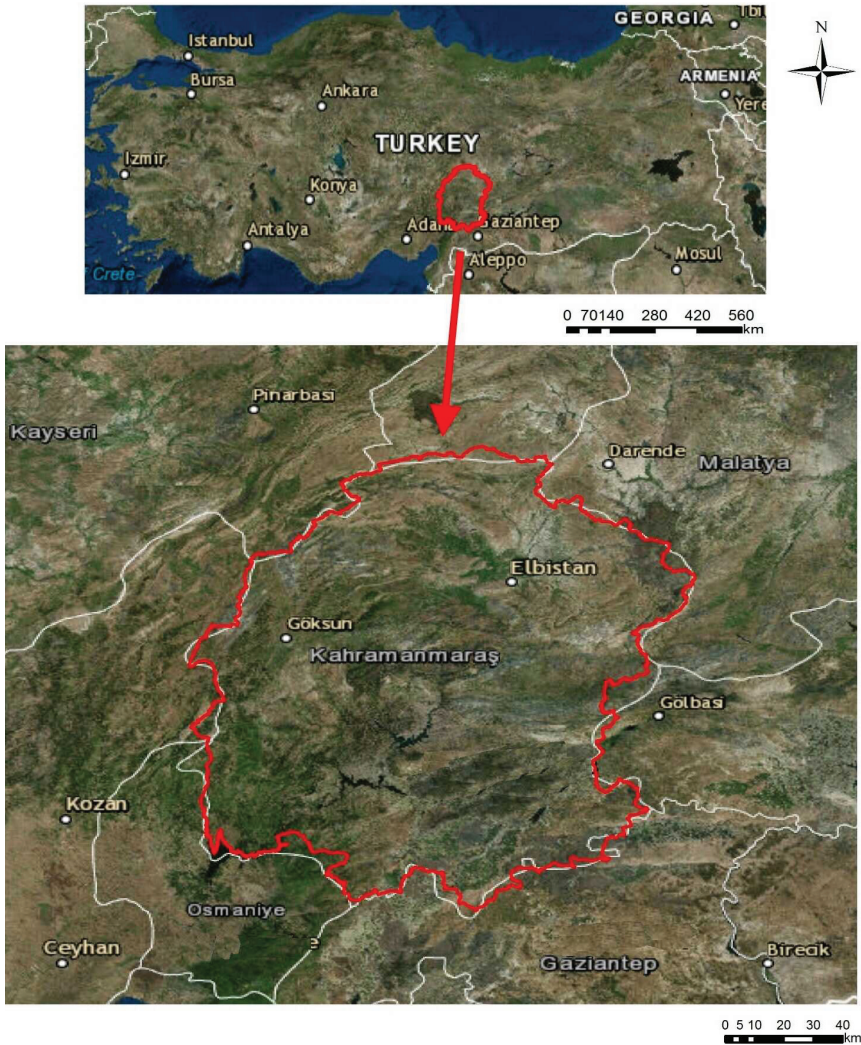 GEORGIA
Tbi
N
Istanbul
Bursa
Ankara
ARMENIA
Yere
TURKEY
Izmir
Konya
Antalya
Adana
Gaziantep
Crete
Aleppo
Mosul
0 70140 280 420 560
km
Pinarbasi
Kayseri
Darende
Malatya
Elbistan
Göksun
Kahramanmaraş
Gölbasi
Kozan
Osmaniye
e
Ceyhan
Gaziantep
Birecik
0 5 10 20 30 40
km